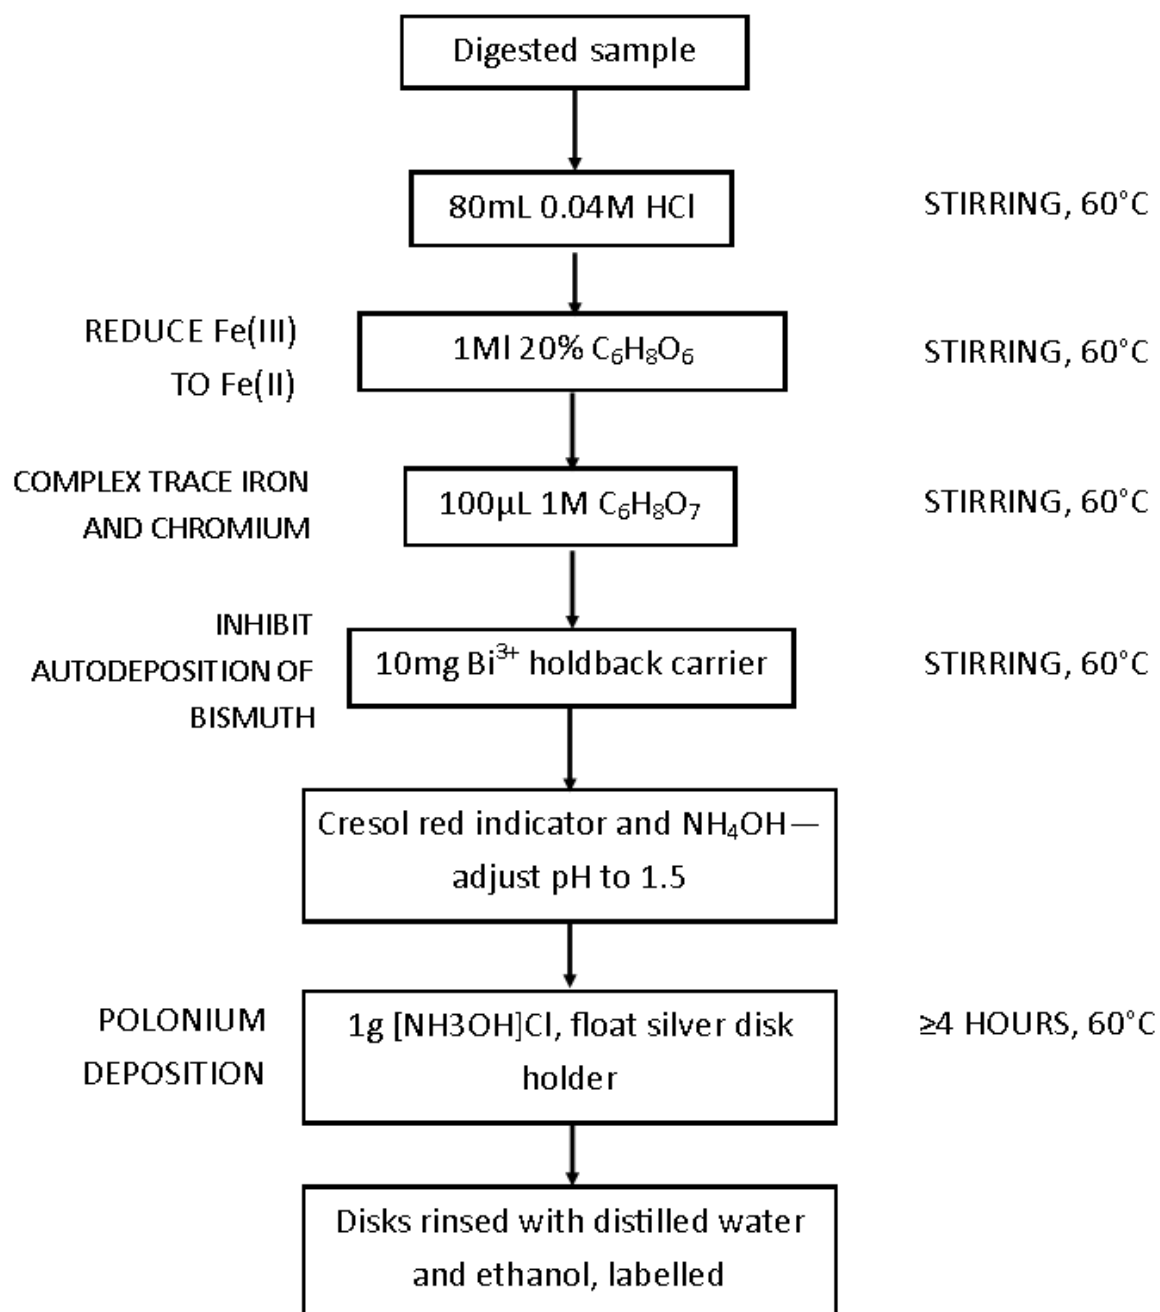 Digested sample
80mL 0.04M HCl
STIRRING, 60°C
REDUCE Fe(III)
TO Fe(II)
1Ml 20% C₆H₈O₆
STIRRING, 60°C
COMPLEX TRACE IRON
AND CHROMIUM
100µL 1M C₆H₈O₇
STIRRING, 60°C
INHIBIT
AUTODEPOSITION OF
BISMUTH
10mg Bi³⁺ holdback carrier
STIRRING, 60°C
Cresol red indicator and NH₄OH—
adjust pH to 1.5
POLONIUM
DEPOSITION
1g [NH3OH]Cl, float silver disk
holder
≥4 HOURS, 60°C
Disks rinsed with distilled water
and ethanol, labelled